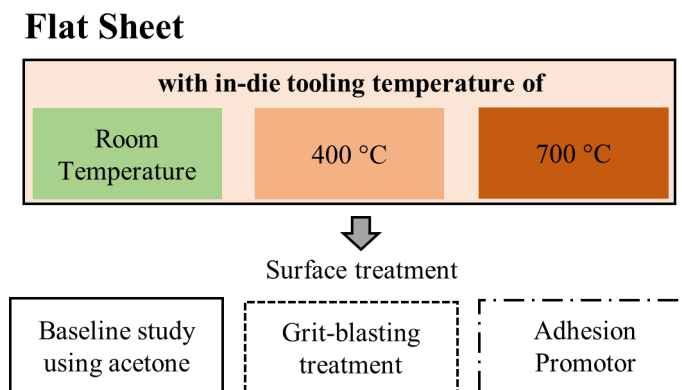 Flat Sheet
with in-die tooling temperature of
Room
Temperature
400 °C
700 °C
Surface treatment
Baseline study
using acetone
Grit-blasting
treatment
Adhesion
Promotor